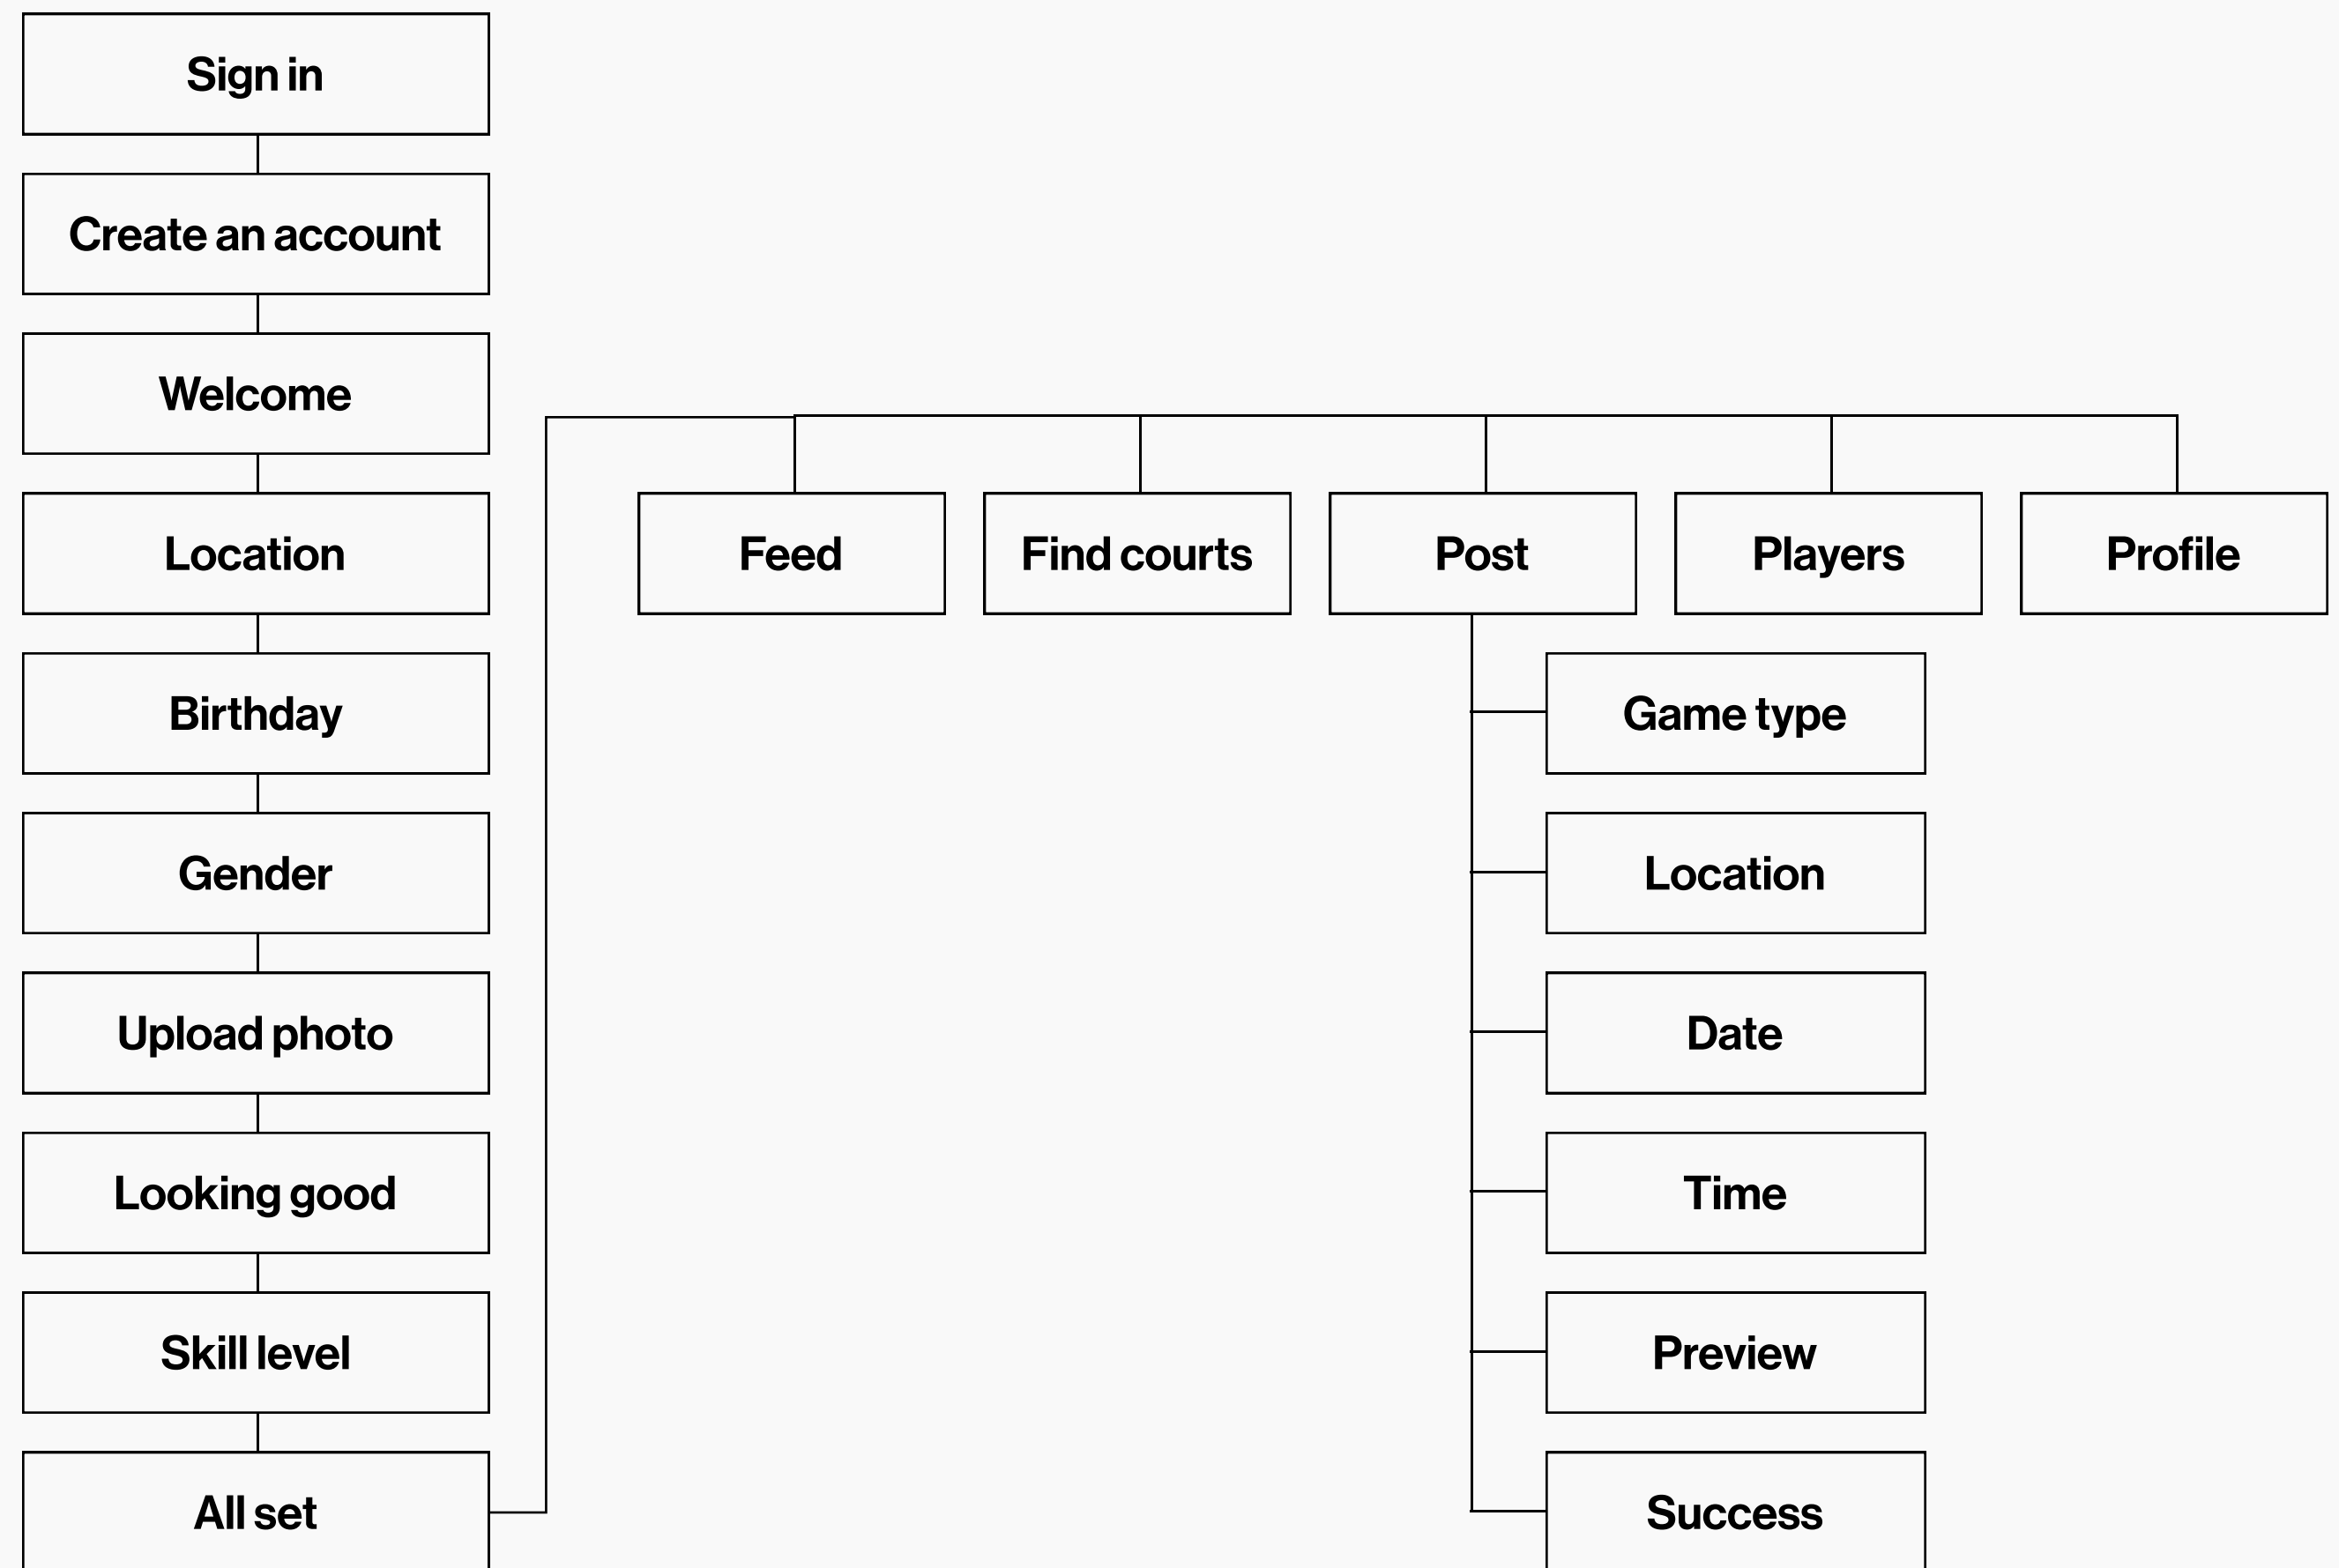 Sign in
Create an account
Welcome
Location
Birthday
Gender
Upload photo
Looking good
Skill level
All set
Feed
Find courts
Post
Players
Profile
Game type
Location
Date
Time
Preview
Success